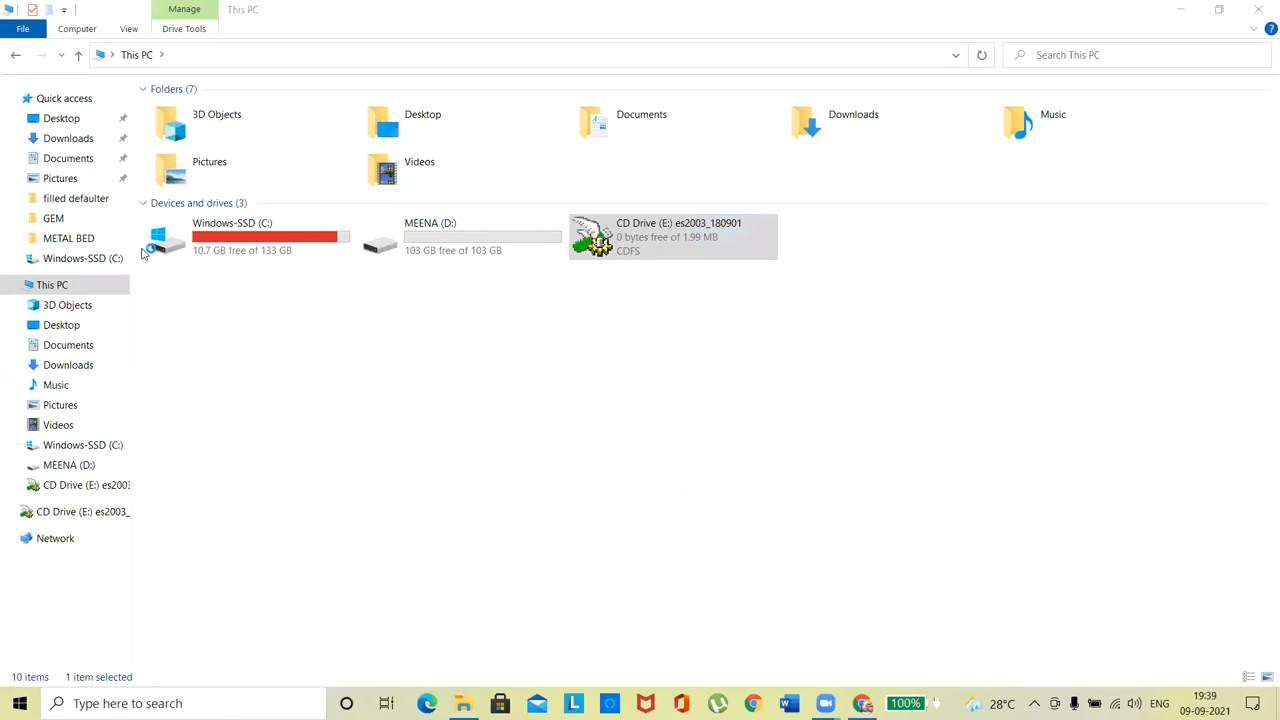 Manage
This PC
File
Computer
View
Drive Tools
This PC
Search This PC
Quick access
Desktop
Downloads
Documents
Pictures
filled defaulter
GEM
METAL BED
Windows-SSD (C:)
This PC
3D Objects
Desktop
Documents
Downloads
Music
Pictures
Videos
Windows-SSD (C:)
MEENA (D:)
CD Drive (E:) es200
CD Drive (E:) es2003_
Network
Folders (7)
3D Objects
Desktop
Documents
Downloads
Music
Pictures
Videos
Devices and drives (3)
Windows-SSD (C:)
10.7 GB free of 133 GB
MEENA (D:)
103 GB free of 103 GB
CD Drive (E:) es2003_180901
0 bytes free of 1.99 MB
CDFS
10 items
1 item selected
Type here to search
100%
28°C
ENG
19:39
09-09-2021